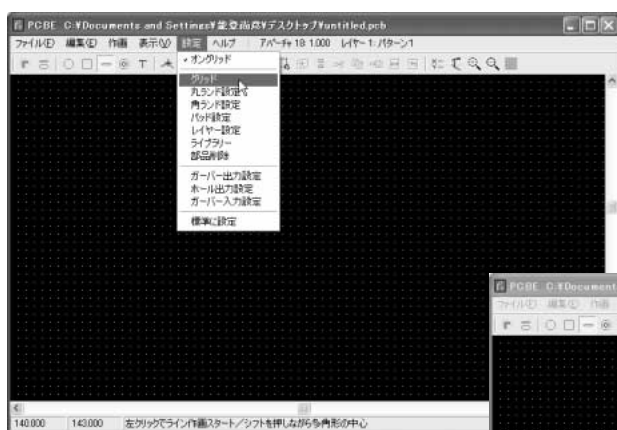 PCBE C:¥Documents and Settings¥能登尚彦¥デスクトップ¥untitled.pcb
ファイル(F) 編集(E) 作画 表示(V) 設定 ヘルプ アパーチャ 18: 1.000 レイヤー 1: パターン1
オングリッド
グリッド
丸ランド設定
角ランド設定
パッド設定
レイヤー設定
ライブラリー
部品削除
ガーバー出力設定
ホール出力設定
ガーバー入力設定
標準に設定
140.000 143.000 左クリックでライン作画スタート/シフトを押しながら多角形の中心
PCBE C:¥Document
ファイル(F) 編集(E) 作画